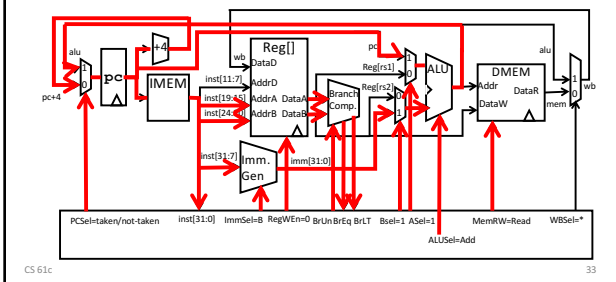 +4
Reg[]
pc
alu
alu
wb
DataD
Reg[rs1]
ALU
DMEM
1
1
1
0
0
0
wb
pc
IMEM
inst[11:7]
AddrD
Addr
DataR
pc+4
inst[19:15]
AddrA
DataA
Branch
Comp.
Reg[rs2]
0
1
DataW
mem
AddrB
DataB
inst[31:7]
Imm.
Gen
imm[31:0]
PCSel=taken/not-taken
inst[31:0]
ImmSel=B
RegWEn=0
BrUn
BrEq
BrLT
Bsel=1
ASel=1
MemRW=Read
WBSel=*
ALUSel=Add
CS 61c
33